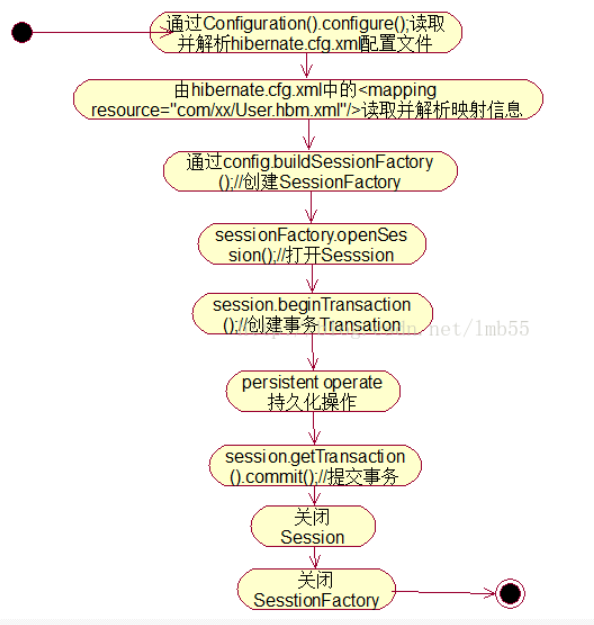 通过Configuration().configure();读取
并解析hibernate.cfg.xml配置文件
由hibernate.cfg.xml中的<mapping
resource="com/xx/User.hbm.xml"/>读取并解析映射信息
通过config.buildSessionFactory
();//创建SessionFactory
sessionFactory.openSes
sion();//打开Sesssion
session.beginTransaction
();//创建事务Transation
persistent operate
持久化操作
session.getTransaction
().commit();//提交事务
关闭
Session
关闭
SesstionFactory